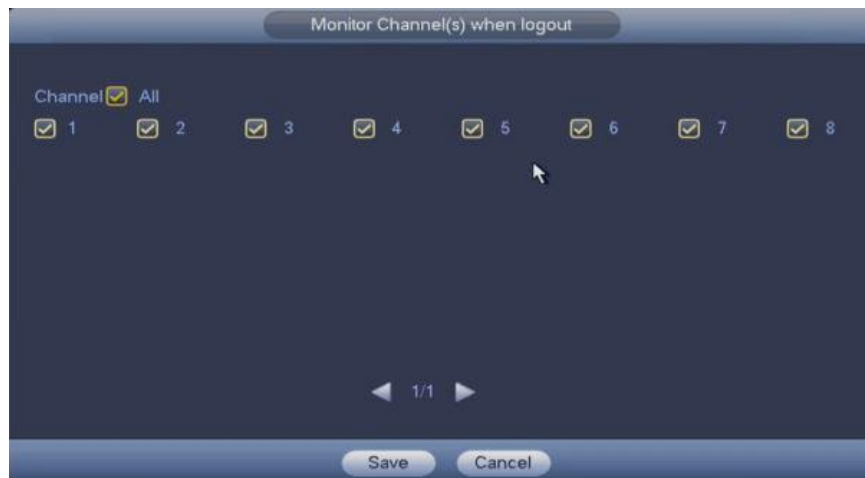 Monitor Channel(s) when logout
Channel All
1 2 3 4 5 6 7 8
1/1
Save Cancel